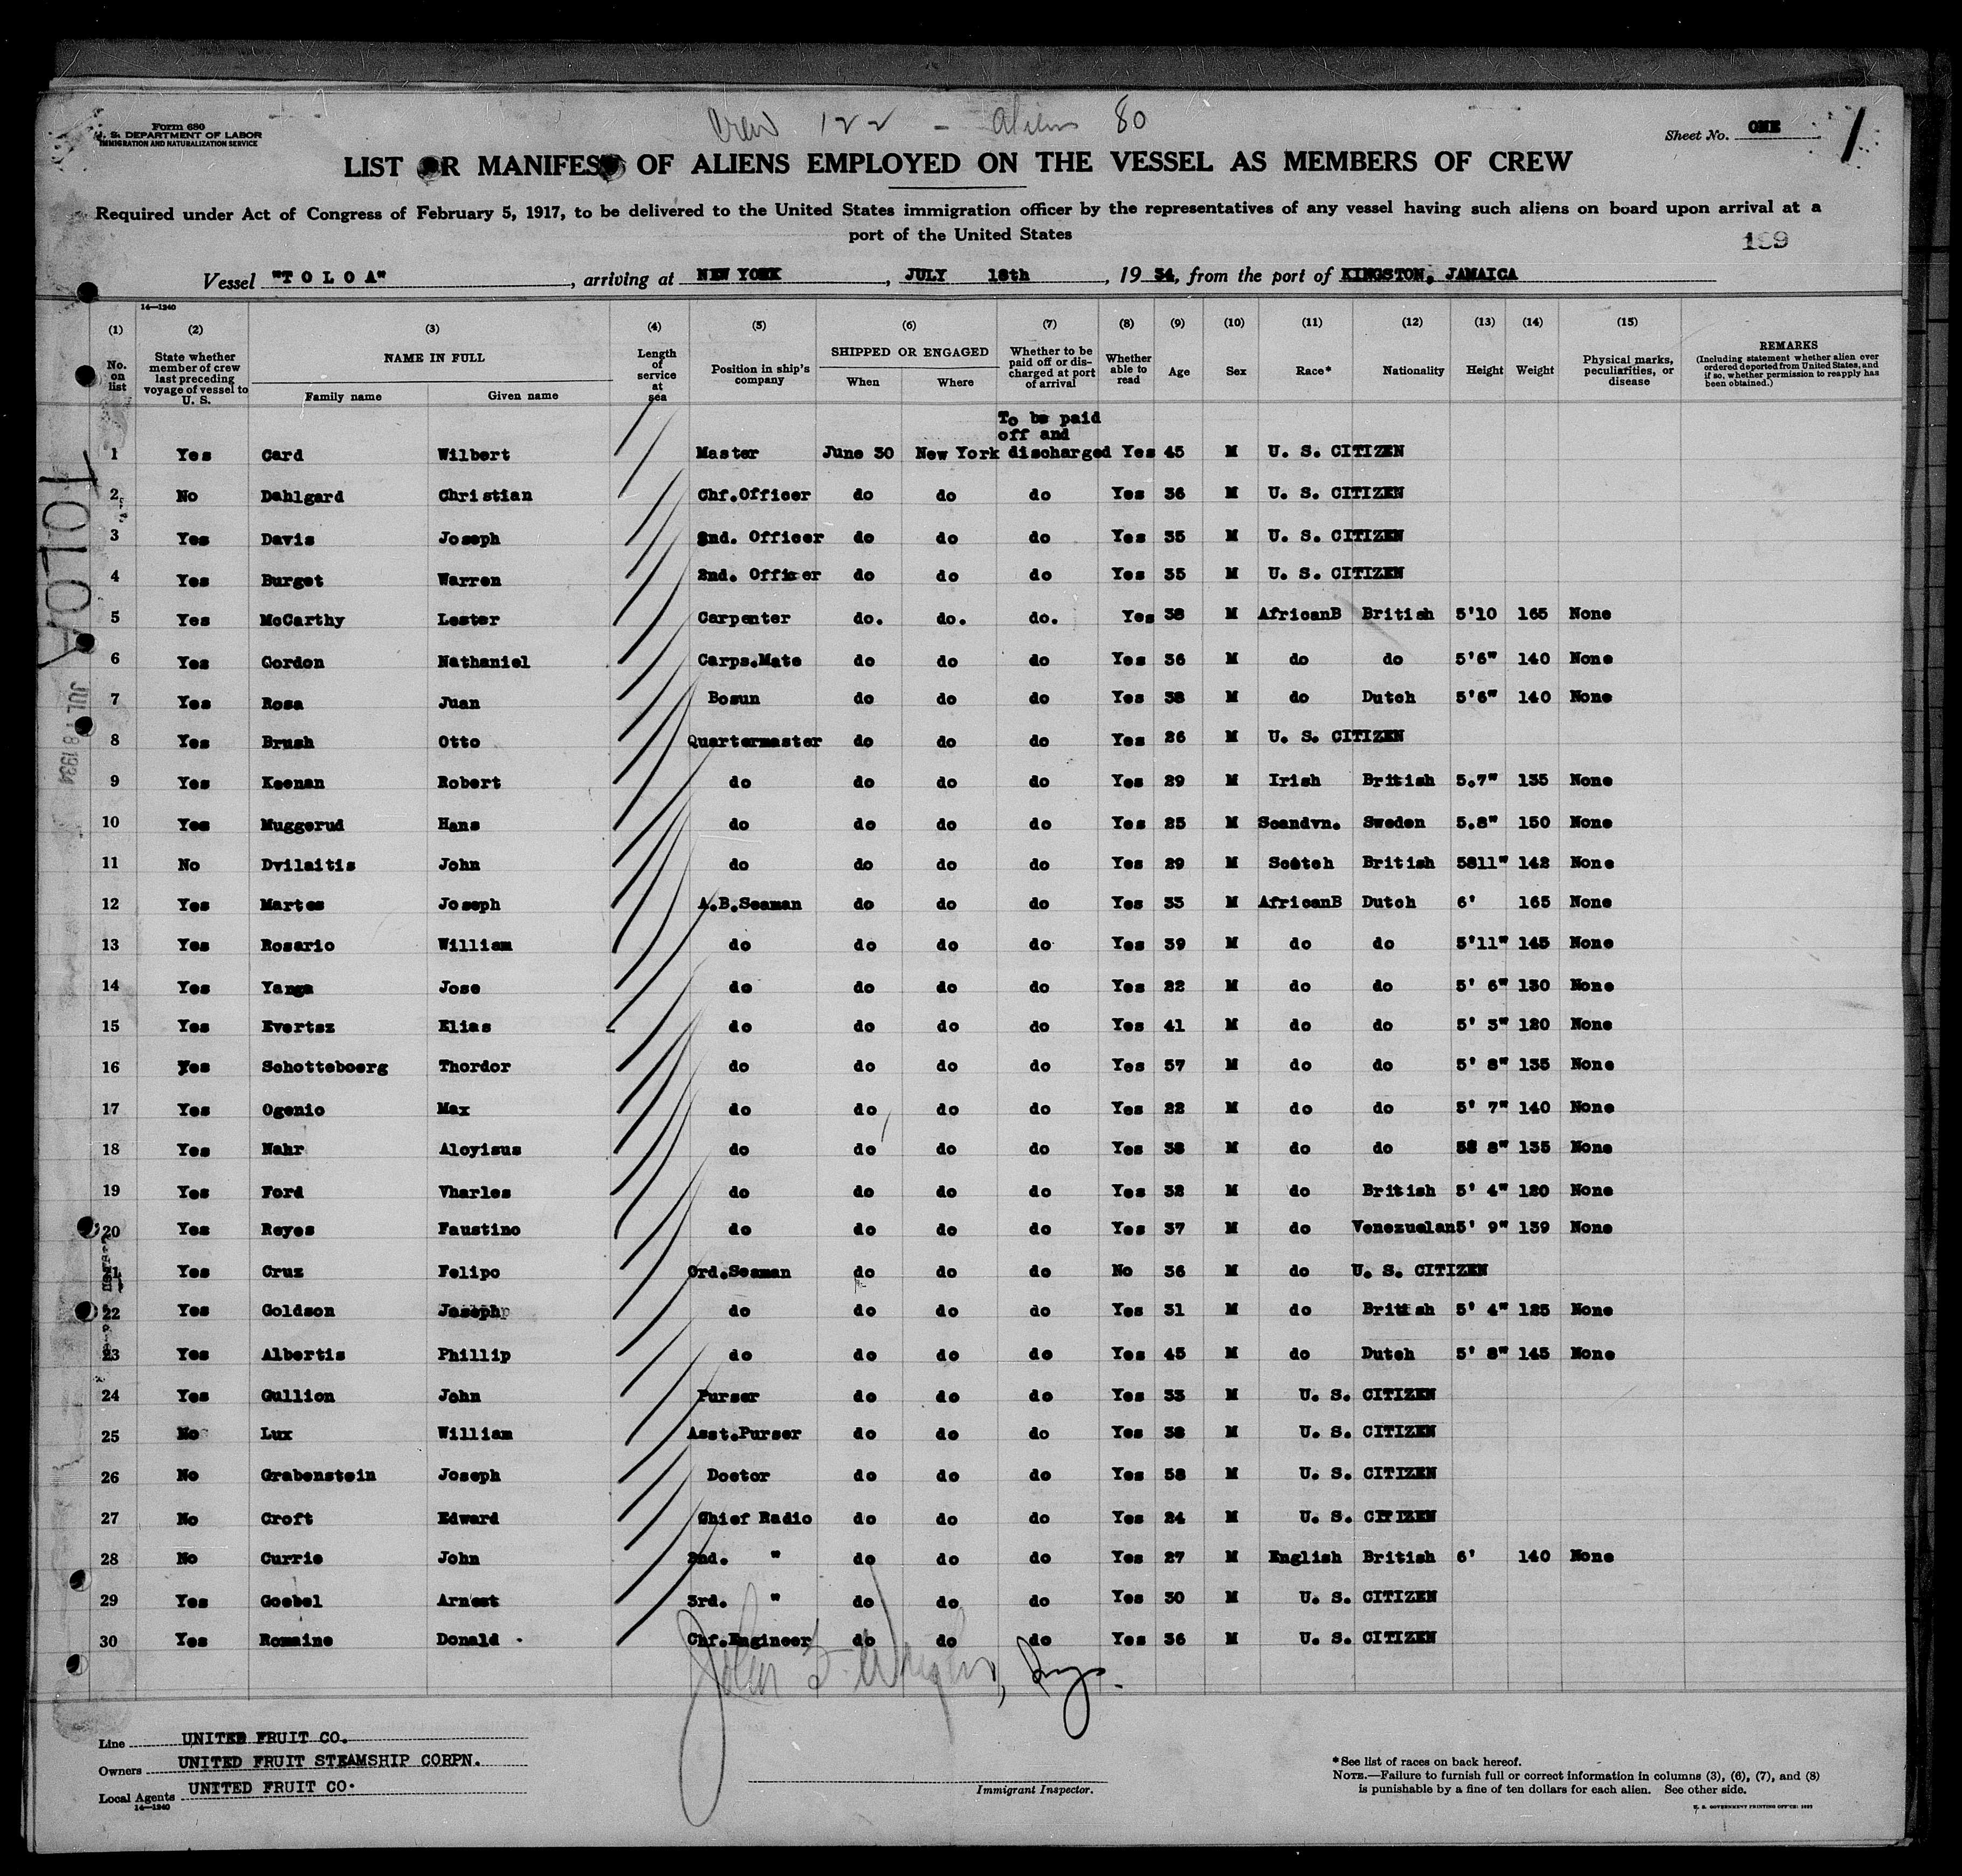 Crew 122 - aliens 80
Form 680
U. S. DEPARTMENT OF LABOR
IMMIGRATION AND NATURALIZATION SERVICE
Sheet No. ONE
1
LIST OR MANIFEST OF ALIENS EMPLOYED ON THE VESSEL AS MEMBERS OF CREW
Required under Act of Congress of February 5, 1917, to be delivered to the United States immigration officer by the representatives of any vessel having such aliens on board upon arrival at a
port of the United States
189
Vessel "T O L O A", arriving at NEW YORK, JULY 18th, 1934, from the port of KINGSTON, JAMAICA
14—1240
(1) (2) (3) (4) (5) (6) (7) (8) (9) (10) (11) (12) (13) (14) (15)
No. on list
State whether member of crew last preceding voyage of vessel to U. S.
NAME IN FULL
Family name Given name
Length of service at sea
Position in ship's company
SHIPPED OR ENGAGED
When Where
Whether to be paid off or discharged at port of arrival
Whether able to read
Age Sex Race* Nationality Height Weight
Physical marks, peculiarities, or disease
REMARKS
(Including statement whether alien over ordered deported from United States, and if so, whether permission to reapply has been obtained.)
To be paid
off and
1 Yes Card Wilbert Master June 30 New York discharged Yes 45 M U. S. CITIZEN
2 No Dahlgard Christian Chf.Officer do do do Yes 36 M U. S. CITIZEN
3 Yes Davis Joseph 2nd. Officer do do do Yes 35 M U. S. CITIZEN
4 Yes Burget Warren 2nd. Officer do do do Yes 35 M U. S. CITIZEN
5 Yes McCarthy Lester Carpenter do. do. do. Yes 38 M AfricanB British 5'10 165 None
6 Yes Gordon Nathaniel Carps.Mate do do do Yes 36 M do do 5'6" 140 None
7 Yes Rosa Juan Bosun do do do Yes 38 M do Dutch 5'6" 140 None
8 Yes Brush Otto Quartermaster do do do Yes 26 M U. S. CITIZEN
9 Yes Keenan Robert do do do do Yes 29 M Irish British 5.7" 135 None
10 Yes Muggerud Hans do do do do Yes 25 M Scandvn. Sweden 5.8" 150 None
11 No Dvilaitis John do do do do Yes 29 M Scotch British 5811" 142 None
12 Yes Martes Joseph A.B.Seaman do do do Yes 33 M AfricanB Dutch 6' 165 None
13 Yes Rosario William do do do do Yes 39 M do do 5'11" 145 None
14 Yes Yanga Jose do do do do Yes 22 M do do 5' 6" 130 None
15 Yes Evertsz Elias do do do do Yes 41 M do do 5' 3" 120 None
16 Yes Schotteboerg Thordor do do do do Yes 57 M do do 5' 8" 135 None
17 Yes Ogenio Max do do do do Yes 22 M do do 5' 7" 140 None
18 Yes Nahr Aloyisus do do do do Yes 38 M do do 58 8" 135 None
19 Yes Ford Vharles do do do do Yes 32 M do British 5' 4" 120 None
20 Yes Reyes Faustino do do do do Yes 37 M do Venezuelan 5' 9" 139 None
21 Yes Cruz Felipo Ord.Seaman do do do No 36 M do U. S. CITIZEN
22 Yes Goldson Joseph do do do do Yes 31 M do British 5' 4" 125 None
23 Yes Albertis Phillip do do do do Yes 45 M do Dutch 5' 8" 145 None
24 Yes Gullion John Purser do do do Yes 33 M U. S. CITIZEN
25 No Lux William Asst.Purser do do do Yes 38 M U. S. CITIZEN
26 No Grabenstein Joseph Doctor do do do Yes 58 M U. S. CITIZEN
27 No Croft Edward Chief Radio do do do Yes 24 M U. S. CITIZEN
28 No Currie John 2nd. " do do do Yes 27 M English British 6' 140 None
29 Yes Goebel Arnest 3rd. " do do do Yes 30 M U. S. CITIZEN
30 Yes Romaine Donald Chf.Engineer do do do Yes 36 M U. S. CITIZEN
TOLOA
JUL 18 1934
Line UNITED FRUIT CO.
Owners UNITED FRUIT STEAMSHIP CORPN.
Local Agents UNITED FRUIT CO.
14—1240
Immigrant Inspector.
*See list of races on back hereof.
NOTE.—Failure to furnish full or correct information in columns (3), (6), (7), and (8)
is punishable by a fine of ten dollars for each alien. See other side.
U. S. GOVERNMENT PRINTING OFFICE: